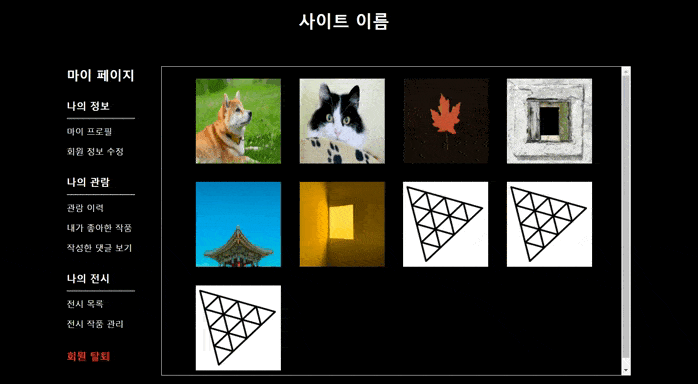 사이트 이름
마이 페이지
나의 정보
마이 프로필
회원 정보 수정
나의 관람
관람 이력
내가 좋아한 작품
작성한 댓글 보기
나의 전시
전시 목록
전시 작품 관리
회원 탈퇴